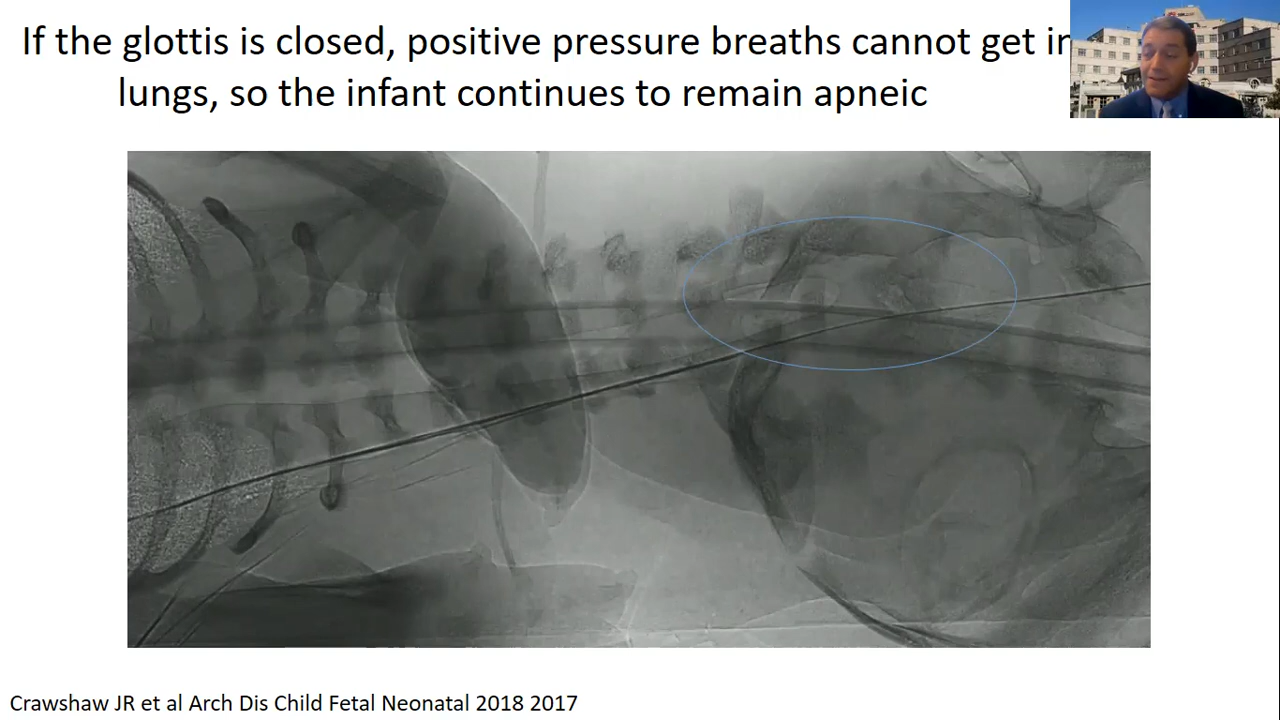 If the glottis is closed, positive pressure breaths cannot get
lungs, so the infant continues to remain apneic
Crawshaw JR et al Arch Dis Child Fetal Neonatal 2018 2017